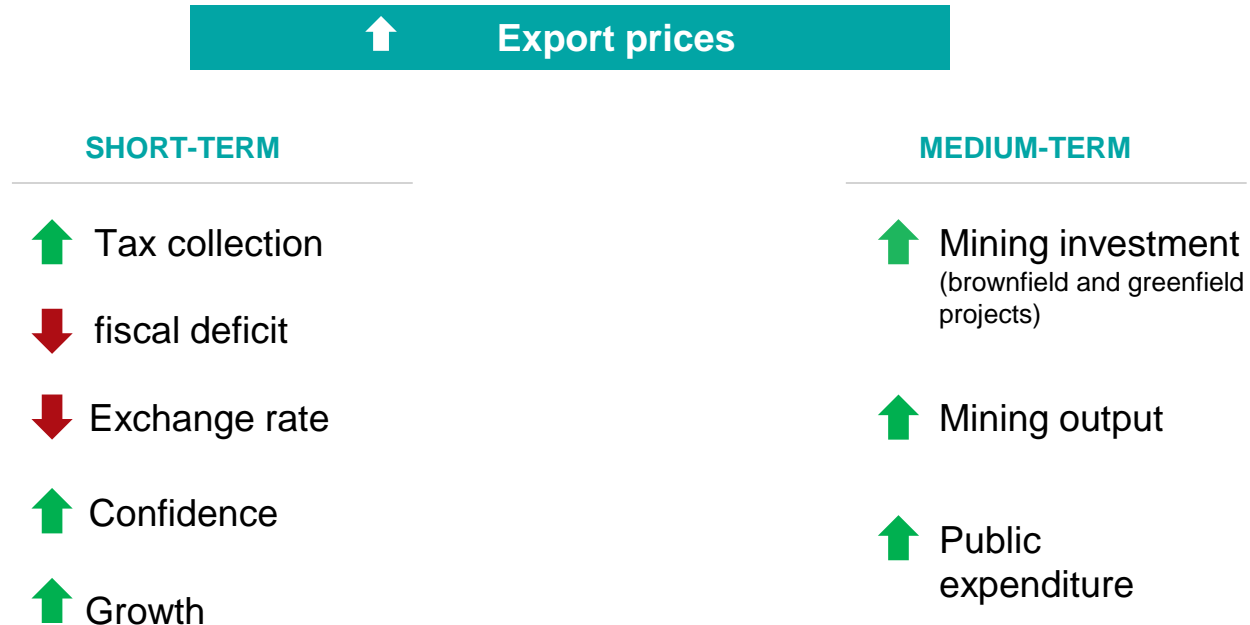 Export prices
SHORT-TERM
Tax collection
fiscal deficit
Exchange rate
Confidence
Growth
MEDIUM-TERM
Mining investment
(brownfield and greenfield
projects)
Mining output
Public
expenditure